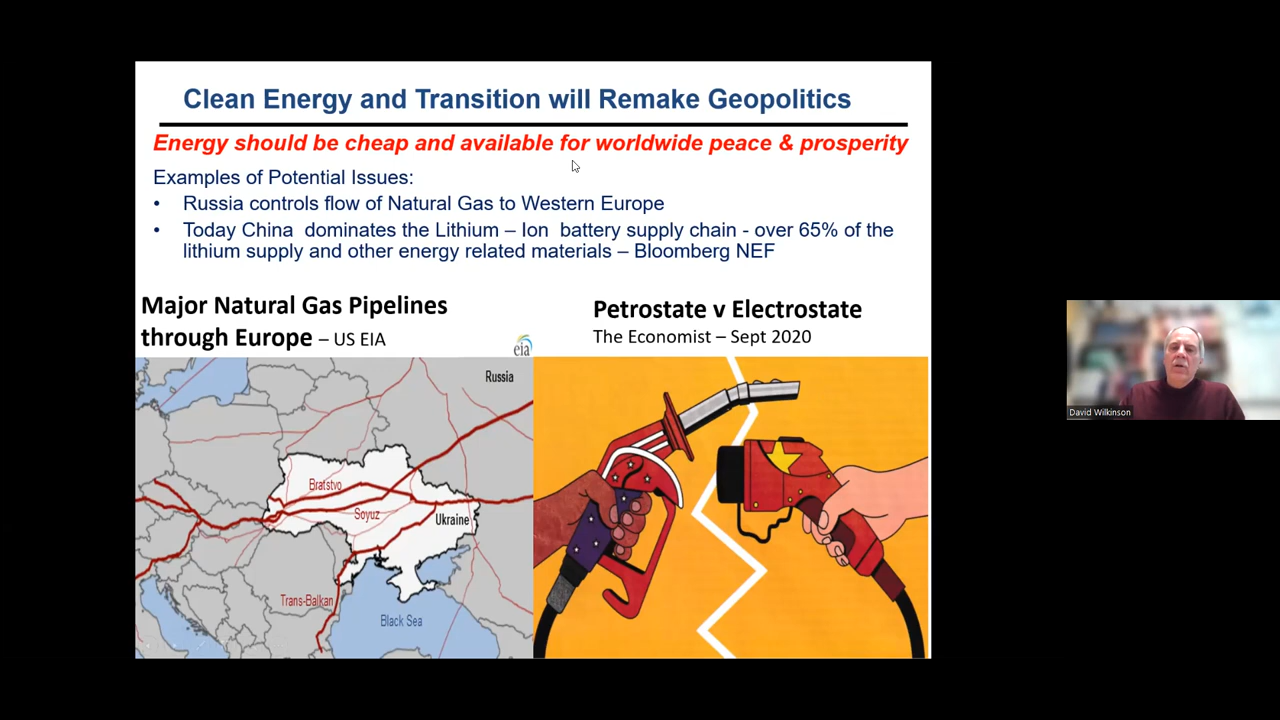 Clean Energy and Transition will Remake Geopolitics
Energy should be cheap and available for worldwide peace & prosperity
Examples of Potential Issues:
• Russia controls flow of Natural Gas to Western Europe
• Today China dominates the Lithium – Ion battery supply chain - over 65% of the
lithium supply and other energy related materials – Bloomberg NEF
Major Natural Gas Pipelines
through Europe – US EIA
eia
Petrostate v Electrostate
The Economist – Sept 2020
Russia
Bratstvo
Soyuz
Ukraine
Trans-Balkan
Black Sea
David Wilkinson